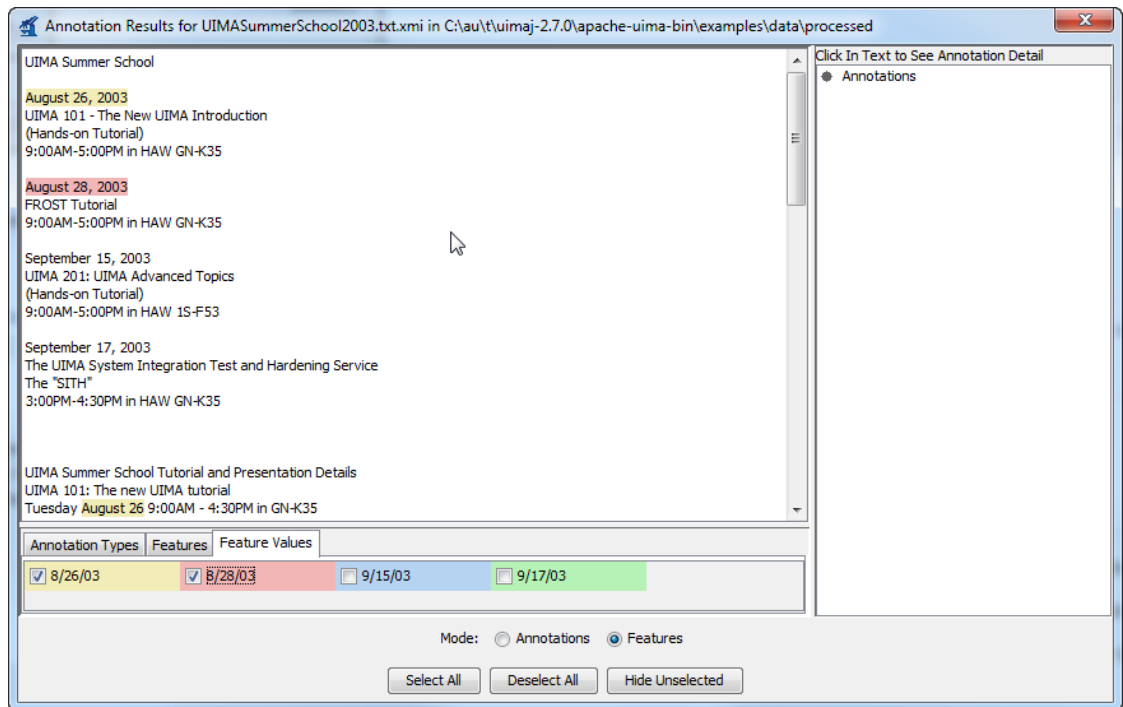 Annotation Results for UIMASummerSchool2003.txt.xmi in C:\au\t\uimaj-2.7.0\apache-uima-bin\examples\data\processed
UIMA Summer School
August 26, 2003
UIMA 101 - The New UIMA Introduction
(Hands-on Tutorial)
9:00AM-5:00PM in HAW GN-K35
August 28, 2003
FROST Tutorial
9:00AM-5:00PM in HAW GN-K35
September 15, 2003
UIMA 201: UIMA Advanced Topics
(Hands-on Tutorial)
9:00AM-5:00PM in HAW 1S-F53
September 17, 2003
The UIMA System Integration Test and Hardening Service
The "SITH"
3:00PM-4:30PM in HAW GN-K35
UIMA Summer School Tutorial and Presentation Details
UIMA 101: The new UIMA tutorial
Tuesday August 26 9:00AM - 4:30PM in GN-K35
Click In Text to See Annotation Detail
Annotations
Annotation Types Features Feature Values
8/26/03 8/28/03 9/15/03 9/17/03
Mode: Annotations Features
Select All Deselect All Hide Unselected